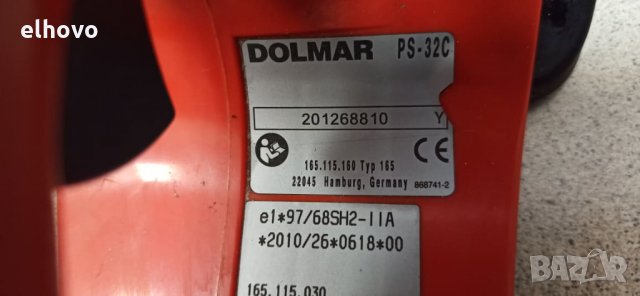 elhovo
DOLMAR PS-32C
201268810 Y
165.115.160 Typ 165
22045 Hamburg, Germany
868741-2
CE
e1*97/68SH2-IIA
*2010/26*0618*00
165.115.030
BAZAR